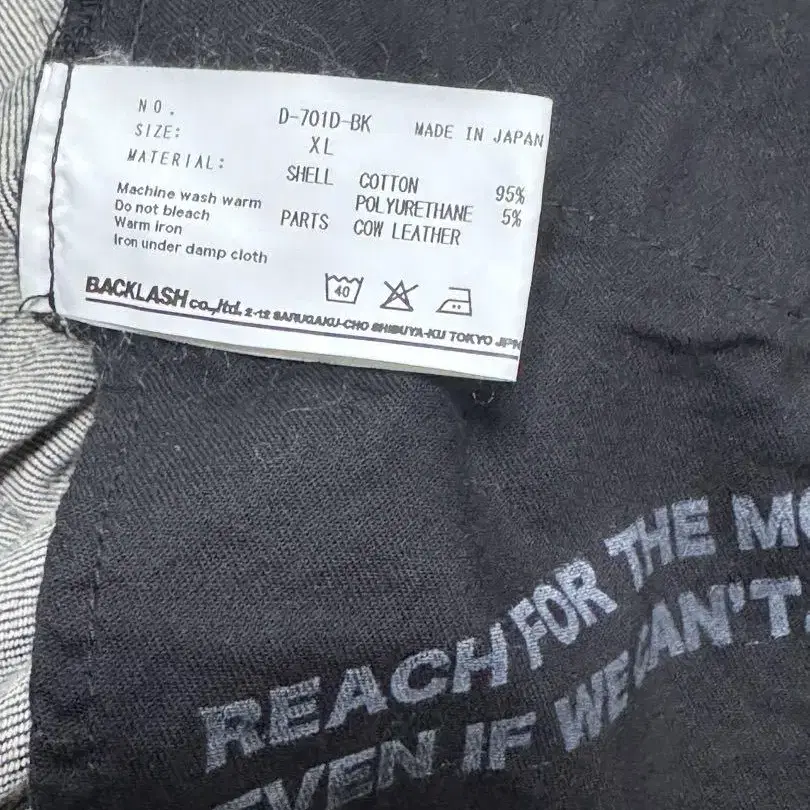 NO. D-701D-BK MADE IN JAPAN
SIZE: XL
MATERIAL: SHELL COTTON 95%
POLYURETHANE 5%
PARTS COW LEATHER
Machine wash warm
Do not bleach
Warm iron
Iron under damp cloth
40
BACKLASH co.,ltd. 2-12 SARUGAKU-CHO SHIBUYA-KU TOKYO JPN
REACH FOR THE MO
EVEN IF WE CAN'T